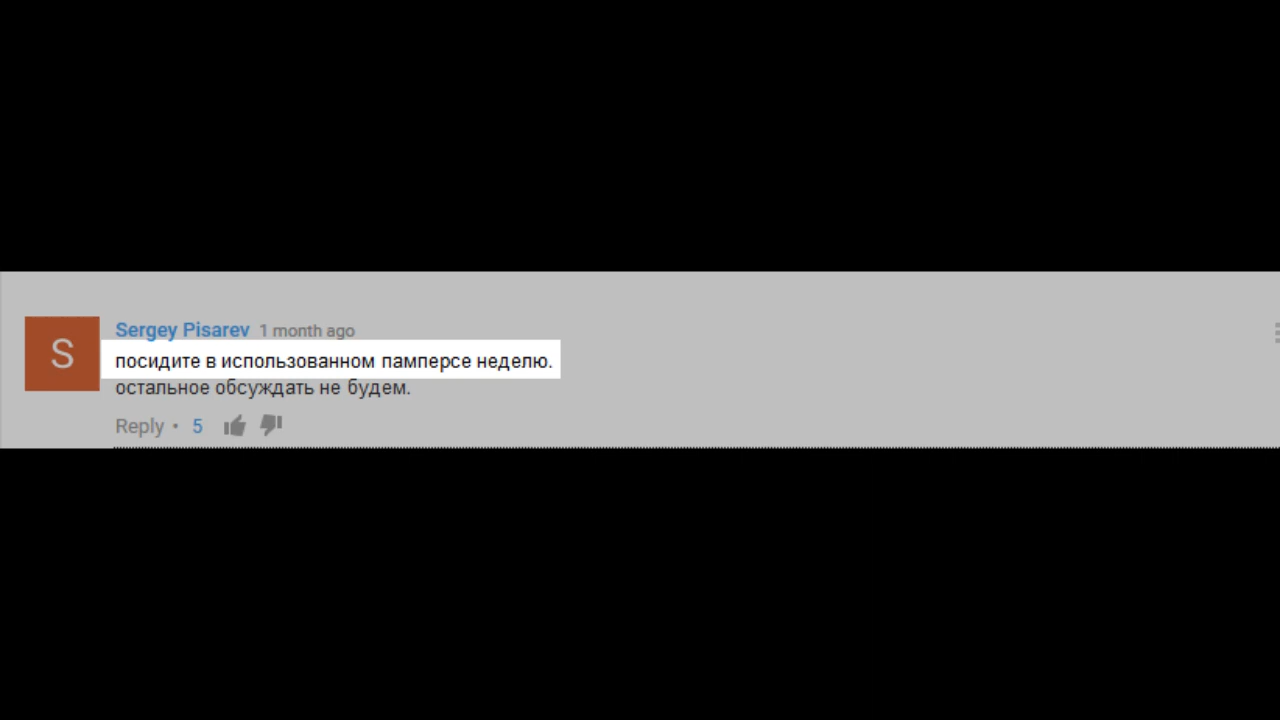 S
Sergey Pisarev 1 month ago
посидите в использованном памперсе неделю.
остальное обсуждать не будем.
Reply • 5